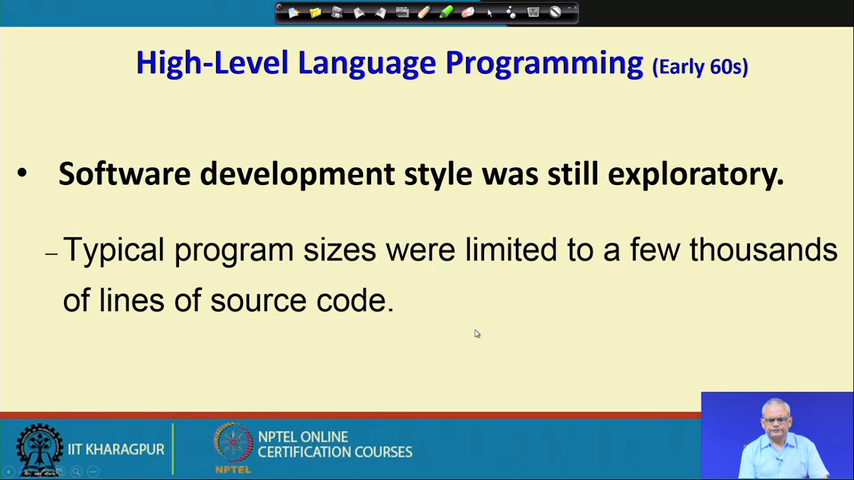 High-Level Language Programming (Early 60s)
• Software development style was still exploratory.
– Typical program sizes were limited to a few thousands
of lines of source code.
IIT KHARAGPUR
NPTEL
NPTEL ONLINE
CERTIFICATION COURSES